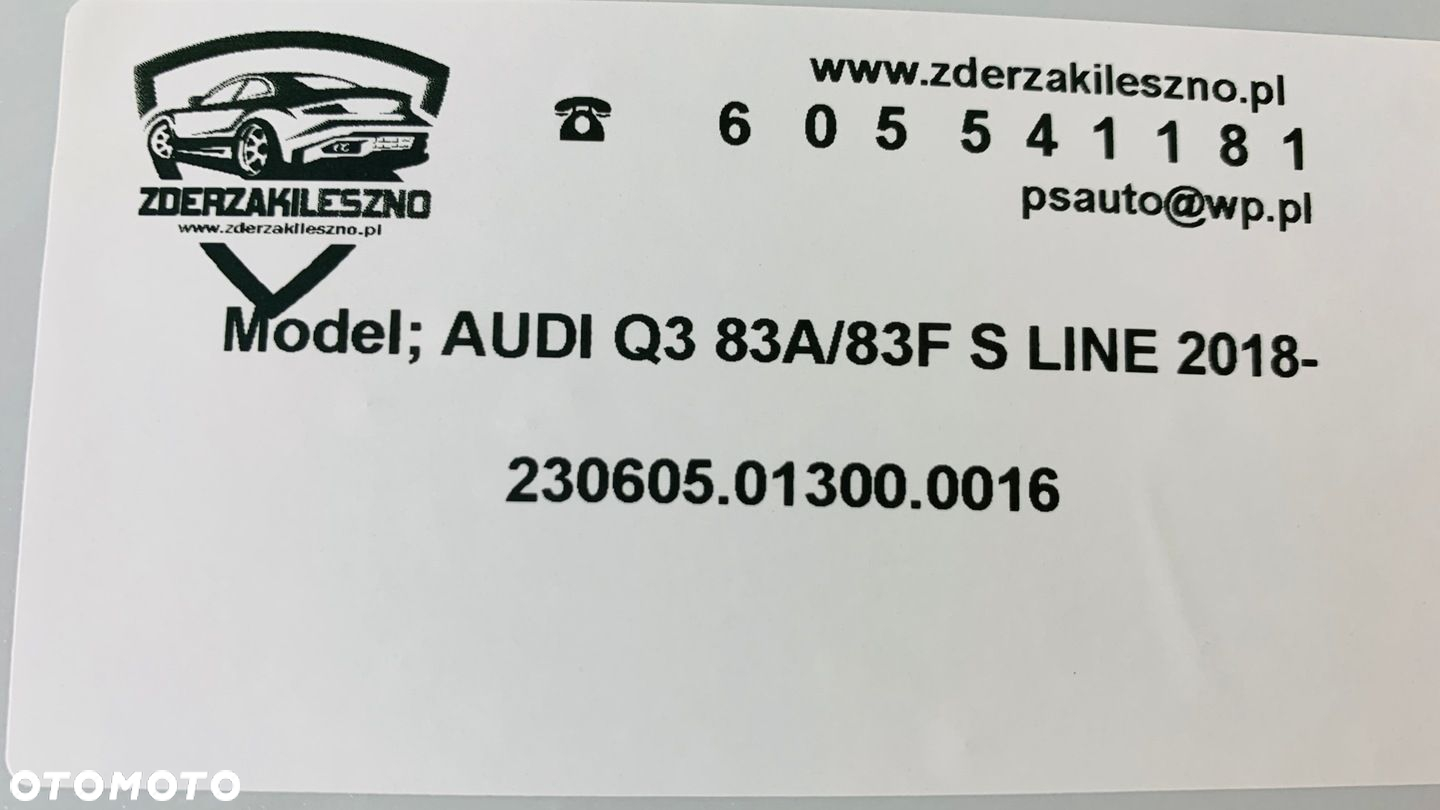 www.zderzakileszno.pl
☎ 6 0 5 5 4 1 1 8 1
psauto@wp.pl
ZDERZAKILESZNO
www.zderzakileszno.pl
Model; AUDI Q3 83A/83F S LINE 2018-
230605.01300.0016
OTOMOTO